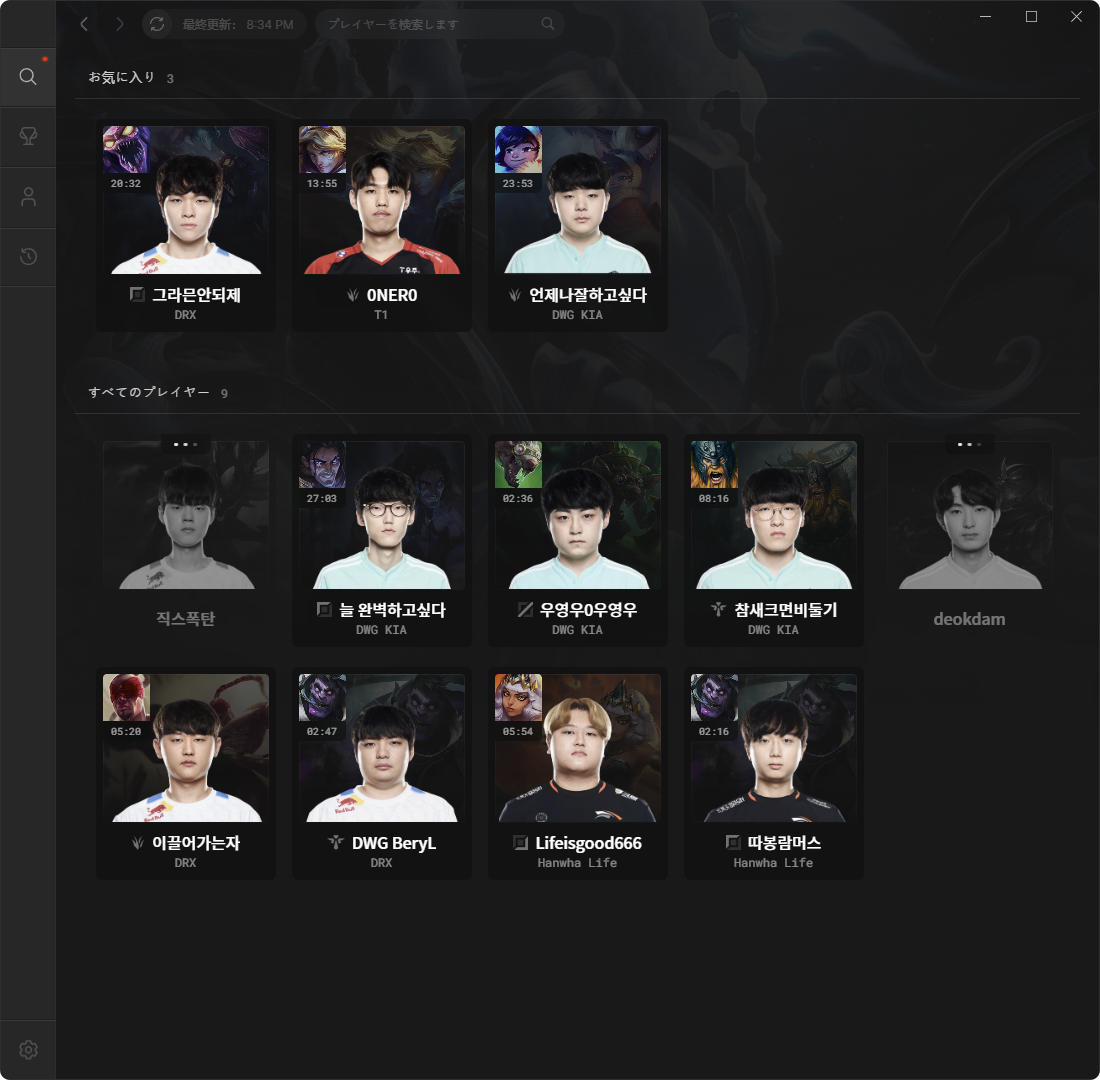 最終更新: 8:34 PM
プレイヤーを検索します
お気に入り 3
20:32
13:55
23:53
그라믄안되제
0NER0
언제나잘하고싶다
DRX
T1
DWG KIA
すべてのプレイヤー 9
27:03
02:36
08:16
직스폭탄
늘 완벽하고싶다
우영우0우영우
참새크면비둘기
deokdam
DWG KIA
DWG KIA
DWG KIA
05:20
02:47
05:54
02:16
Red Bull
이끌어가는자
DWG BeryL
Lifeisgood666
따봉람머스
DRX
DRX
Hanwha Life
Hanwha Life